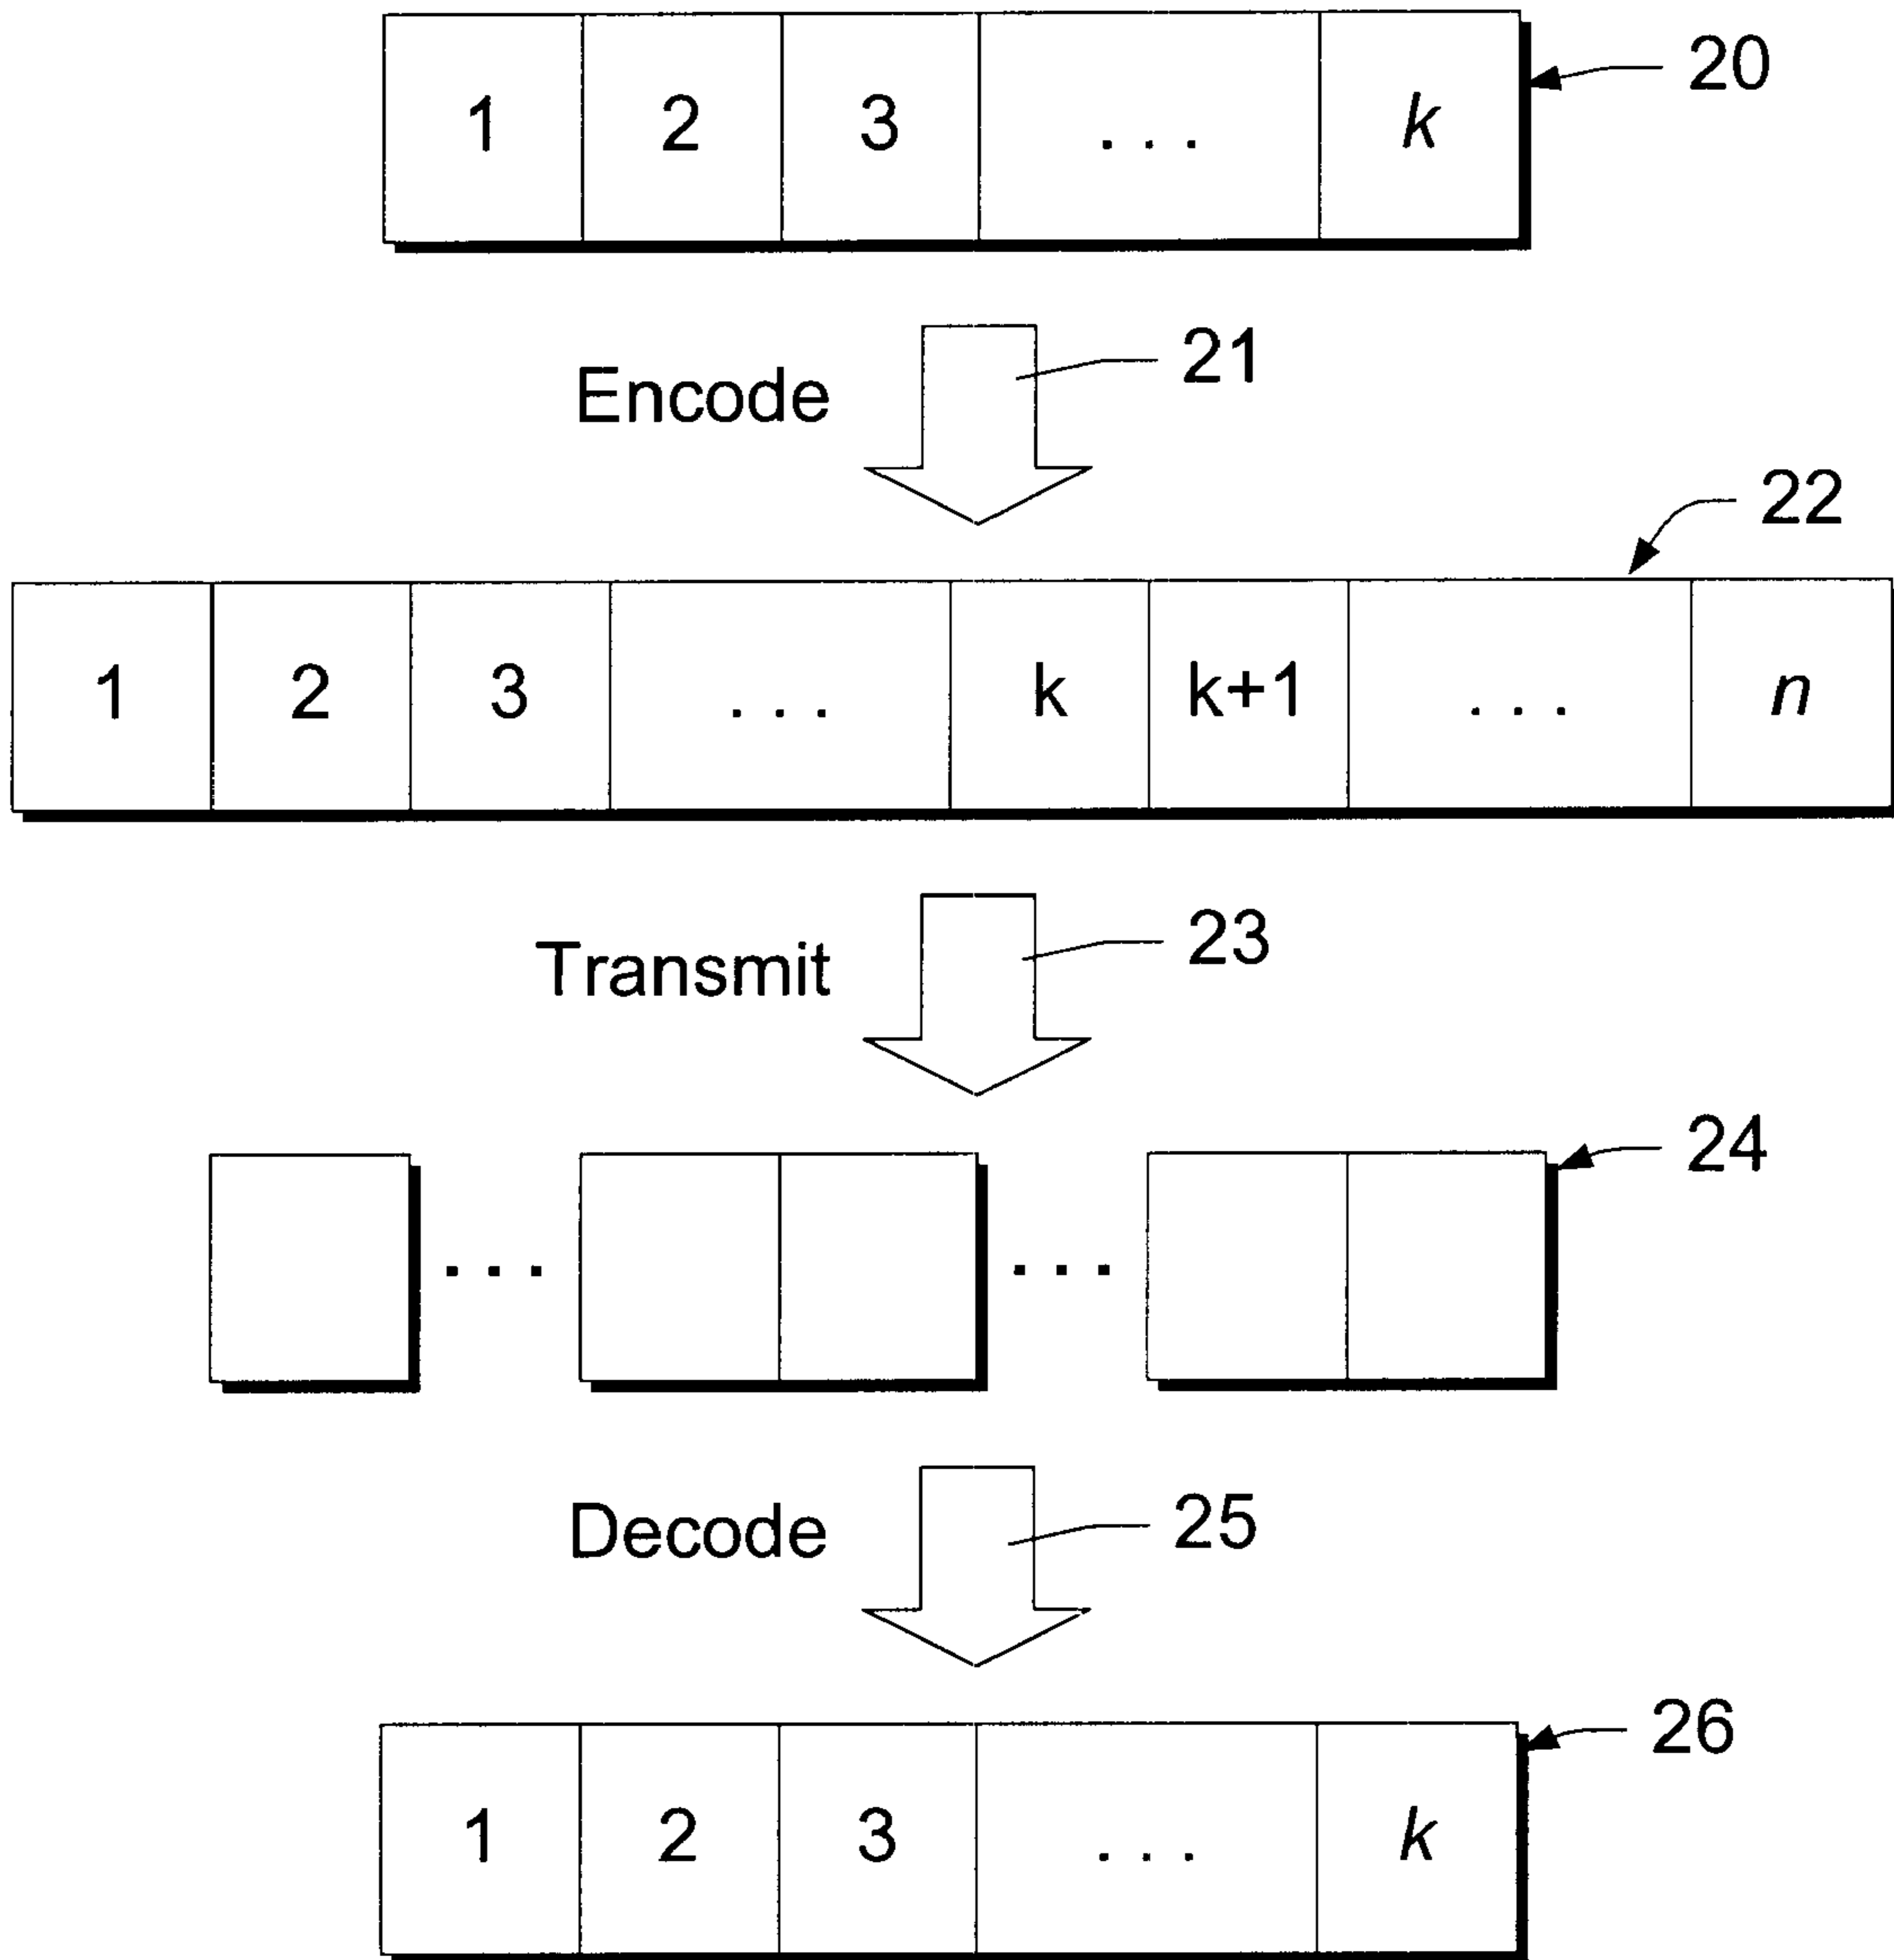 1 2 3 ... k
20
Encode
21
22
1 2 3 ... k k+1 ... n
Transmit
23
24
... ...
Decode
25
26
1 2 3 ... k